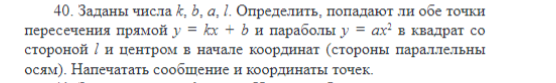 40. Заданы числа k, b, a, l. Определить, попадают ли обе точки
пересечения прямой y = kx + b и параболы y = ax² в квадрат со
стороной l и центром в начале координат (стороны параллельны
осям). Напечатать сообщение и координаты точек.